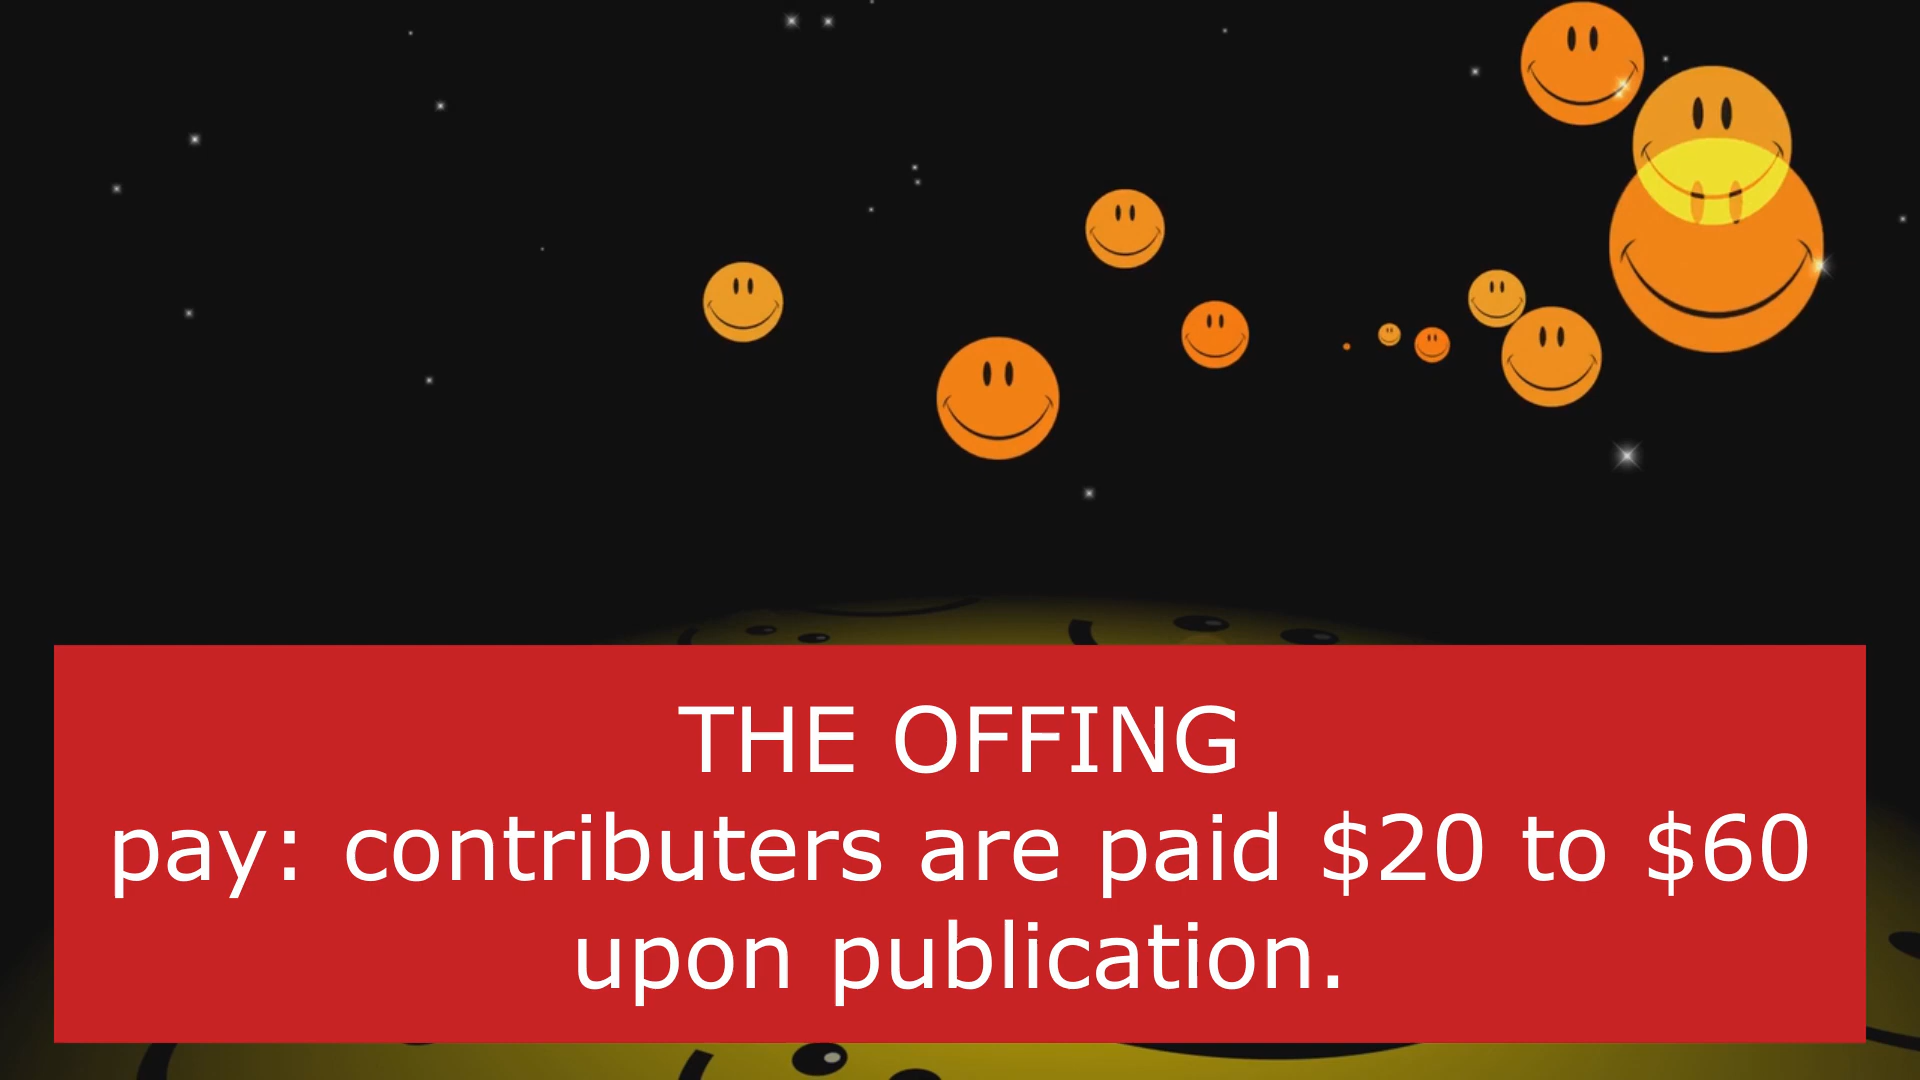 THE OFFING
pay: contributers are paid $20 to $60
upon publication.